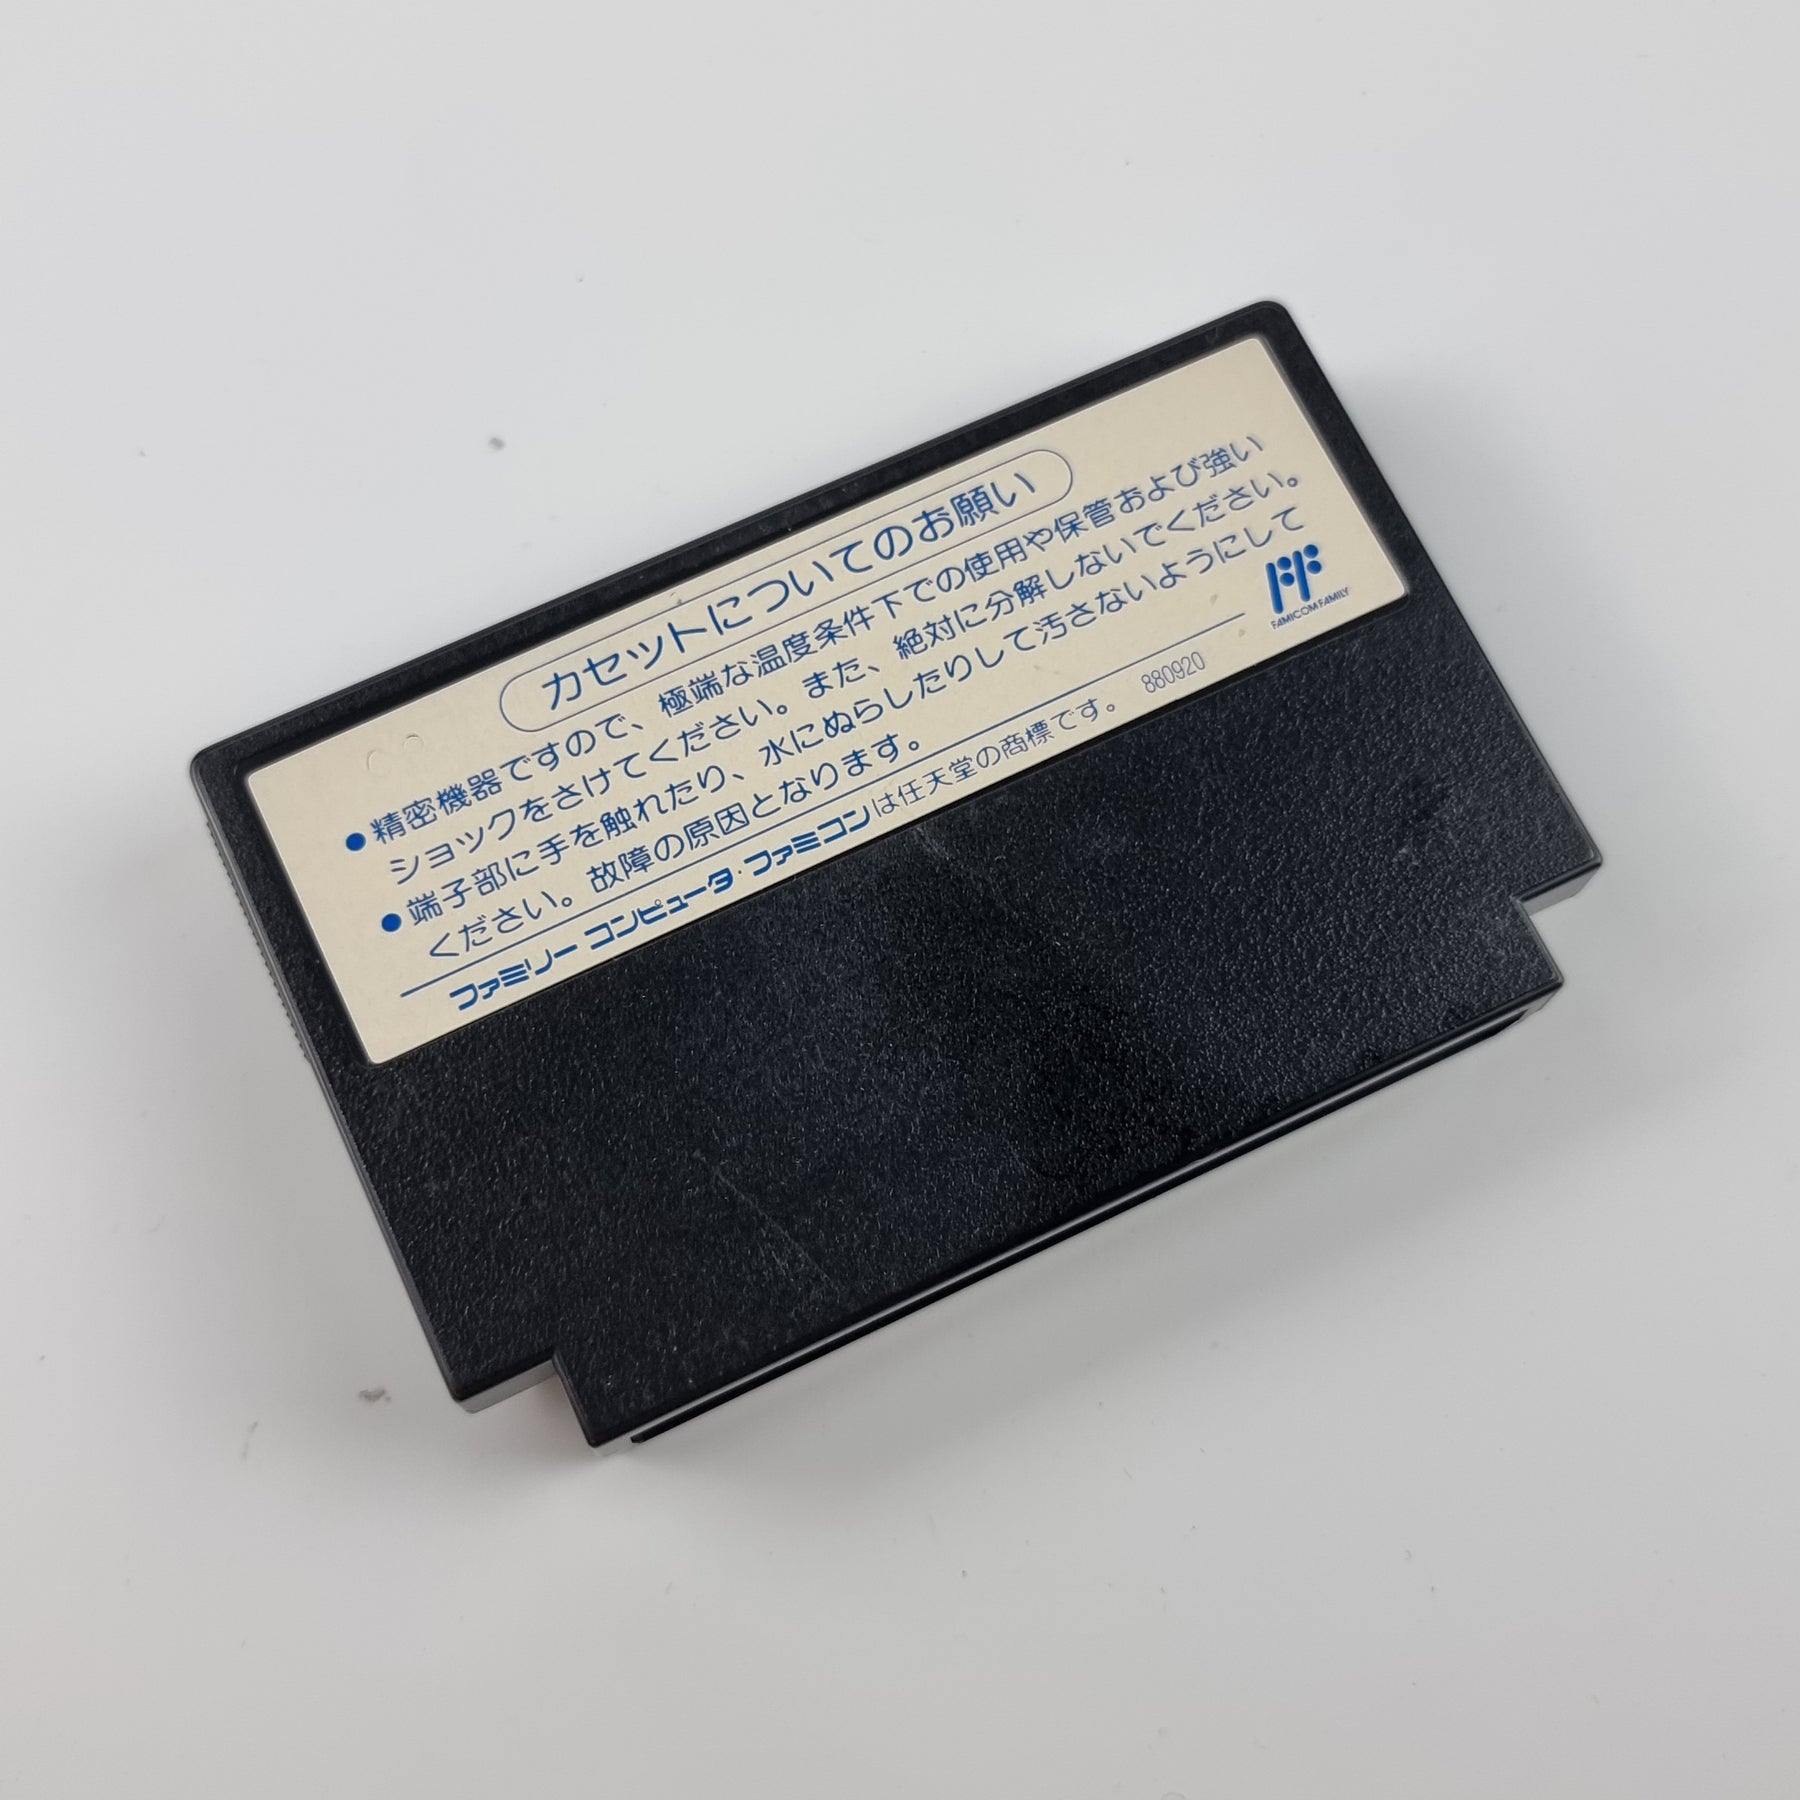 カセットについてのお願い
●精密機器ですので、極端な温度条件下での使用や保管および強い
ショックをさけてください。また、絶対に分解しないでください。
●端子部に手を触れたり、水にぬらしたりして汚さないようにして
ください。故障の原因となります。
FAMICOM FAMILY
ファミリー コンピュータ・ファミコンは任天堂の商標です。 880920